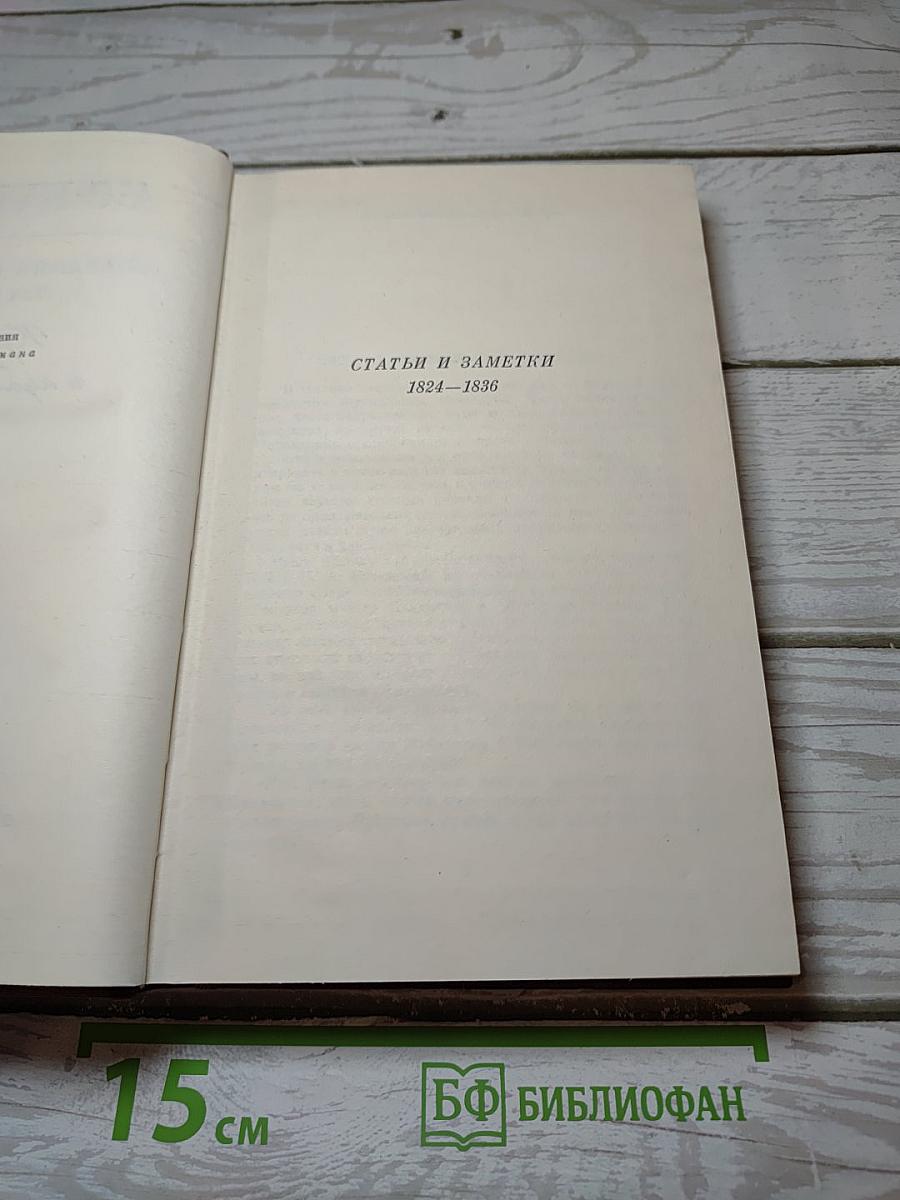 СТАТЬИ И ЗАМЕТКИ
1824—1836
15 см
БФ БИБЛИОФАН